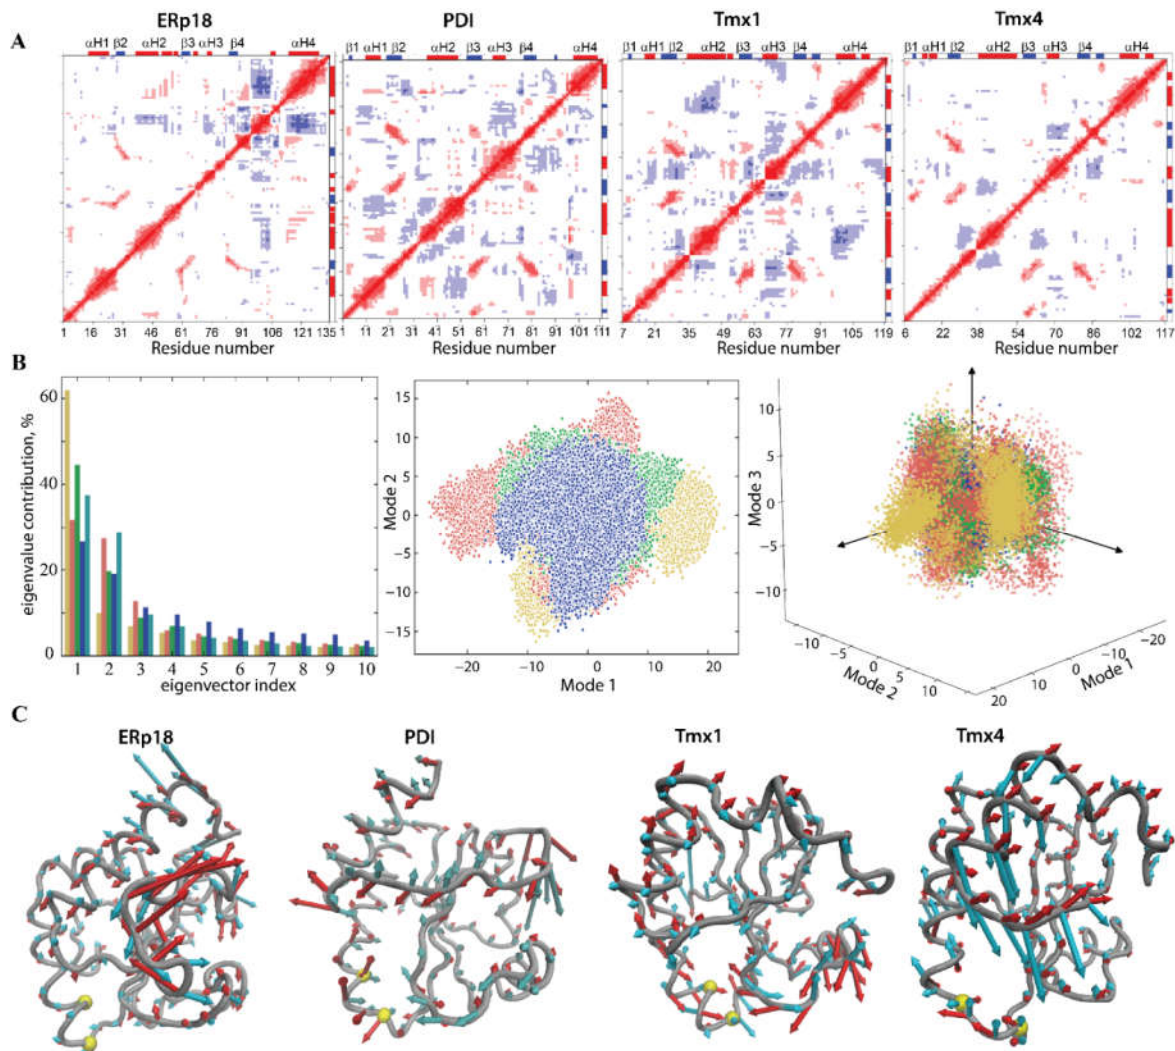 ERp18 PDI Tmx1 Tmx4
A
αH1 β2 αH2 β3 αH3 β4 αH4
β1 αH1 β2 αH2 β3 αH3 β4 αH4
β1 αH1 β2 αH2 β3 αH3 β4 αH4
β1 αH1 β2 αH2 β3 αH3 β4 αH4
1 16 31 46 61 76 91 106 121 135
1 11 21 31 41 51 61 71 81 91 101 111
7 21 35 49 63 77 91 105 119
6 22 38 54 70 86 102 117
Residue number Residue number Residue number Residue number
B
eigenvalue contribution, %
60
40
20
0
1 2 3 4 5 6 7 8 9 10
eigenvector index
Mode 2
15
10
5
0
−5
−10
−15
−20 −10 0 10 20
Mode 1
Mode 3
10
5
0
−5
−10
−10 −5 0 5 10
Mode 2
20 10 0 −10 −20
Mode 1
C
ERp18 PDI Tmx1 Tmx4